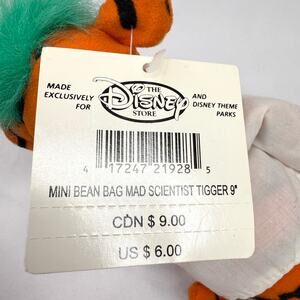 MADE EXCLUSIVELY FOR
THE DISNEY STORE
AND DISNEY THEME PARKS
4 17247 21928 5
MINI BEAN BAG MAD SCIENTIST TIGGER 9"
CDN $ 9.00
US $ 6.00